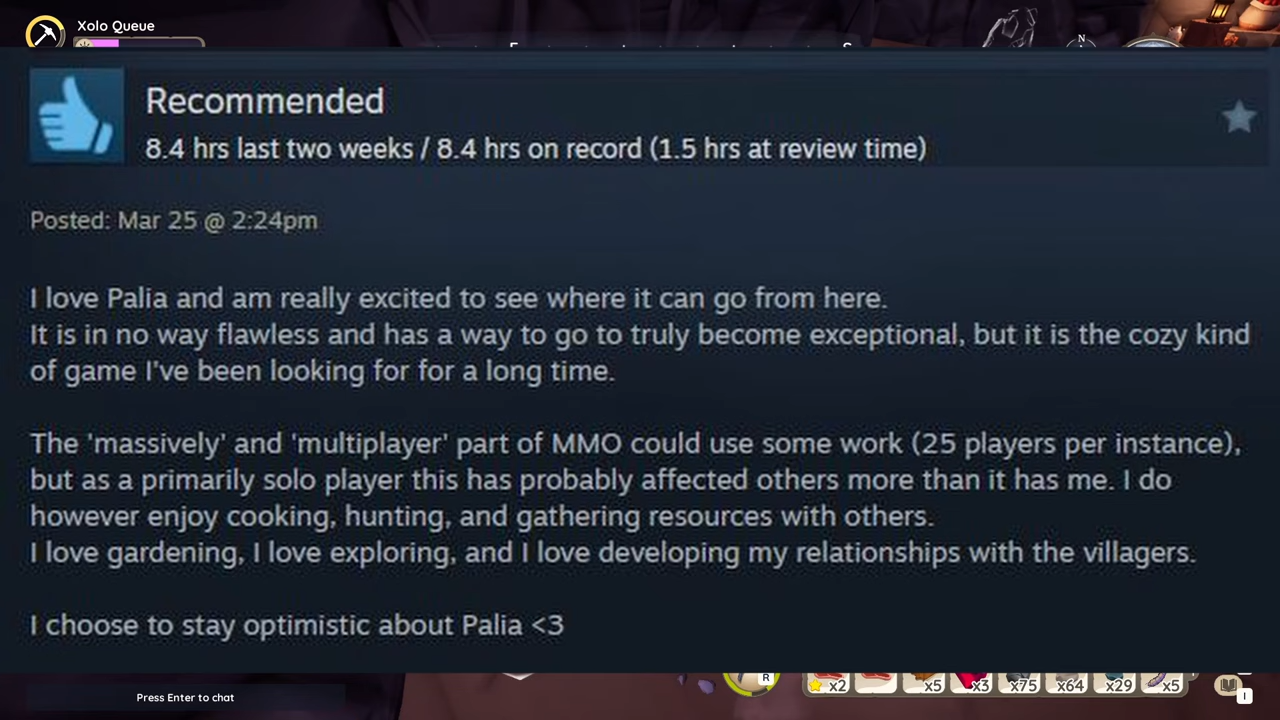 Xolo Queue
N
Recommended
8.4 hrs last two weeks / 8.4 hrs on record (1.5 hrs at review time)
Posted: Mar 25 @ 2:24pm
I love Palia and am really excited to see where it can go from here.
It is in no way flawless and has a way to go to truly become exceptional, but it is the cozy kind
of game I've been looking for for a long time.
The 'massively' and 'multiplayer' part of MMO could use some work (25 players per instance),
but as a primarily solo player this has probably affected others more than it has me. I do
however enjoy cooking, hunting, and gathering resources with others.
I love gardening, I love exploring, and I love developing my relationships with the villagers.
I choose to stay optimistic about Palia <3
R
x2 x5 x3 x75 x64 x29 x5
Press Enter to chat
I